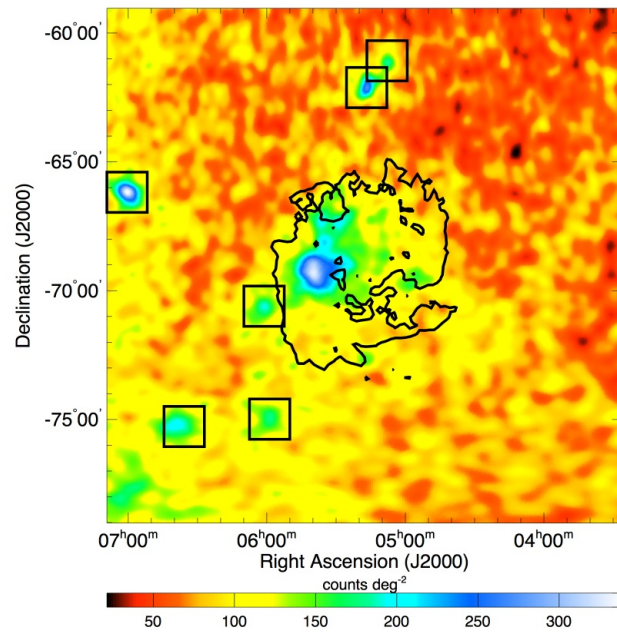 -60°00'
-65°00'
-70°00'
-75°00'
Declination (J2000)
07ʰ00ᵐ 06ʰ00ᵐ 05ʰ00ᵐ 04ʰ00ᵐ
Right Ascension (J2000)
counts deg⁻²
50 100 150 200 250 300